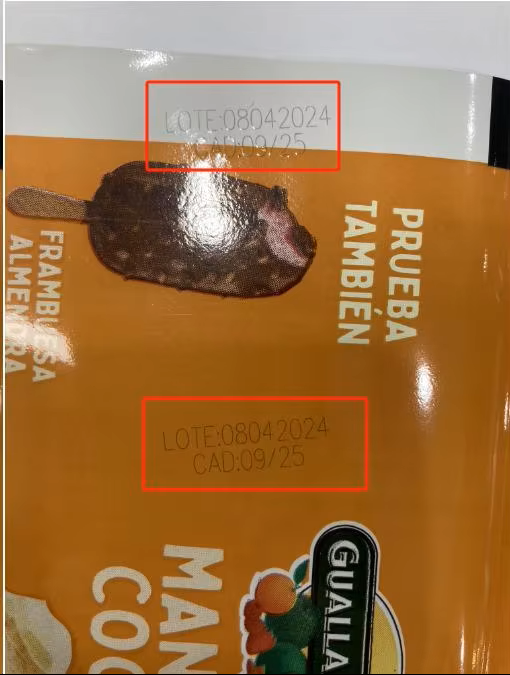 LOTE:08042024
CAD:09/25
PRUEBA
TAMBIÉN
FRAMBUESA
ALMENDRA
LOTE:08042024
CAD:09/25
GUALLA
MAN
COC